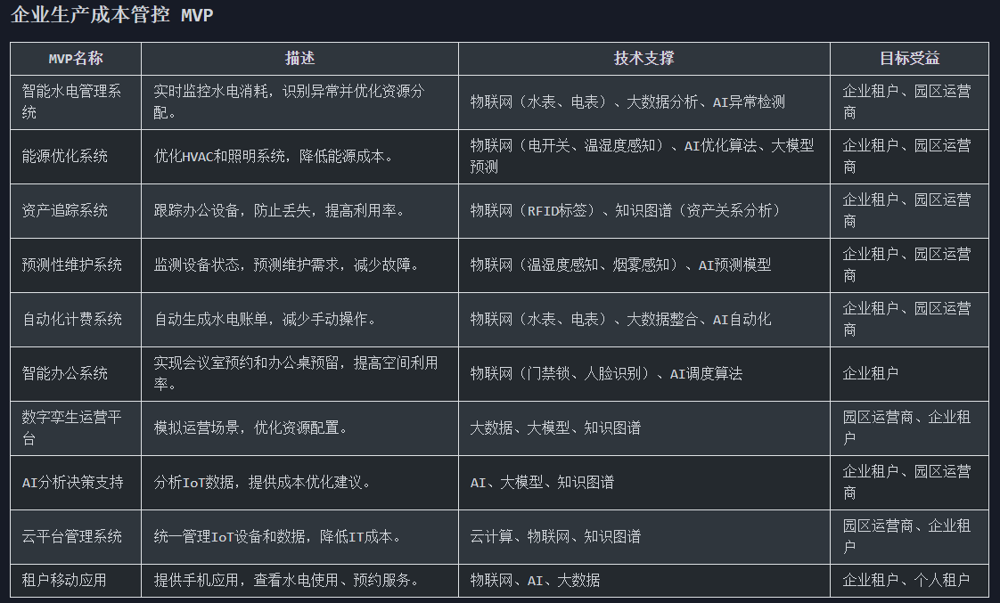 企业生产成本管控 MVP
MVP名称 描述 技术支撑 目标受益
智能水电管理系
统
实时监控水电消耗，识别异常并优化资源分
配。
物联网（水表、电表）、大数据分析、AI异常检测
企业租户、园区运营
商
能源优化系统
优化HVAC和照明系统，降低能源成本。
物联网（电开关、温湿度感知）、AI优化算法、大模型
预测
企业租户、园区运营
商
资产追踪系统
跟踪办公设备，防止丢失，提高利用率。
物联网（RFID标签）、知识图谱（资产关系分析）
企业租户、园区运营
商
预测性维护系统
监测设备状态，预测维护需求，减少故障。
物联网（温湿度感知、烟雾感知）、AI预测模型
企业租户、园区运营
商
自动化计费系统
自动生成水电账单，减少手动操作。
物联网（水表、电表）、大数据整合、AI自动化
企业租户、园区运营
商
智能办公系统
实现会议室预约和办公桌预留，提高空间利用
率。
物联网（门禁锁、人脸识别）、AI调度算法
企业租户
数字孪生运营平
台
模拟运营场景，优化资源配置。
大数据、大模型、知识图谱
园区运营商、企业租
户
AI分析决策支持
分析IoT数据，提供成本优化建议。
AI、大模型、知识图谱
企业租户、园区运营
商
云平台管理系统
统一管理IoT设备和数据，降低IT成本。
云计算、物联网、知识图谱
园区运营商、企业租
户
租户移动应用
提供手机应用，查看水电使用、预约服务。
物联网、AI、大数据
企业租户、个人租户